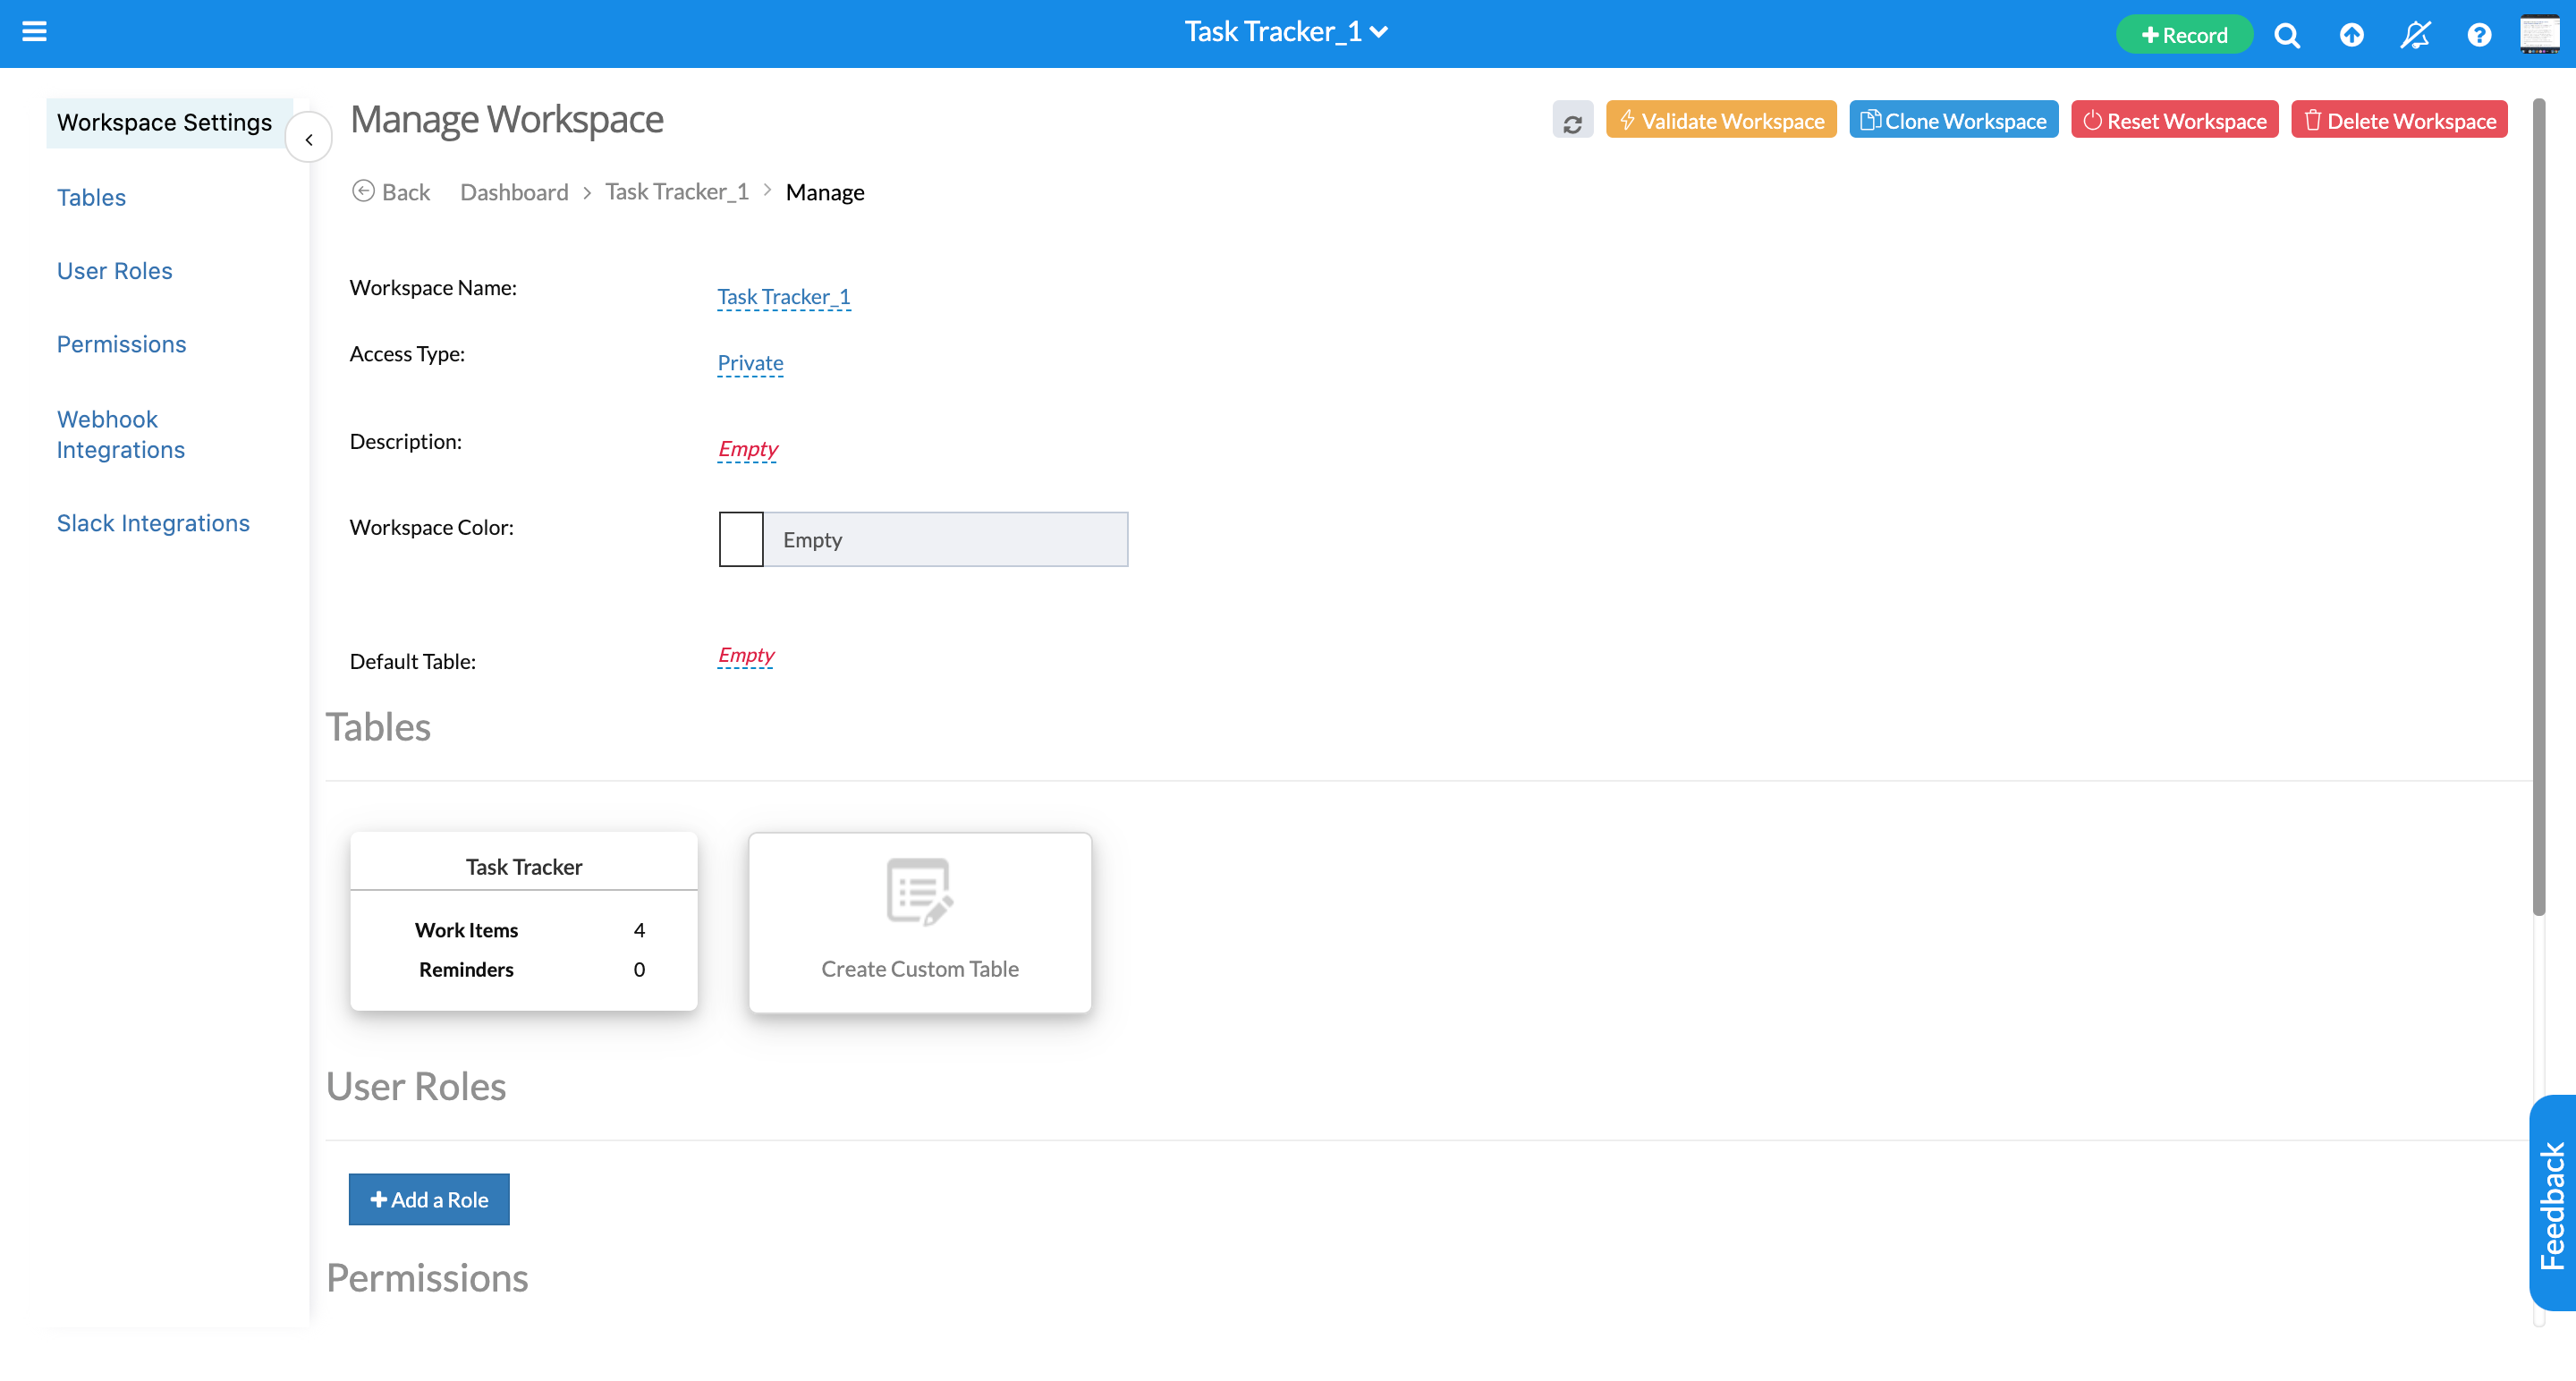 Task Tracker_1
Record
Workspace Settings
Tables
User Roles
Permissions
Webhook
Integrations
Slack Integrations
Manage Workspace
Validate Workspace
Clone Workspace
Reset Workspace
Delete Workspace
Back Dashboard > Task Tracker_1 > Manage
Workspace Name: Task Tracker_1
Access Type: Private
Description: Empty
Workspace Color: Empty
Default Table: Empty
Tables
Task Tracker
Work Items 4
Reminders 0
Create Custom Table
User Roles
+ Add a Role
Permissions
Feedback